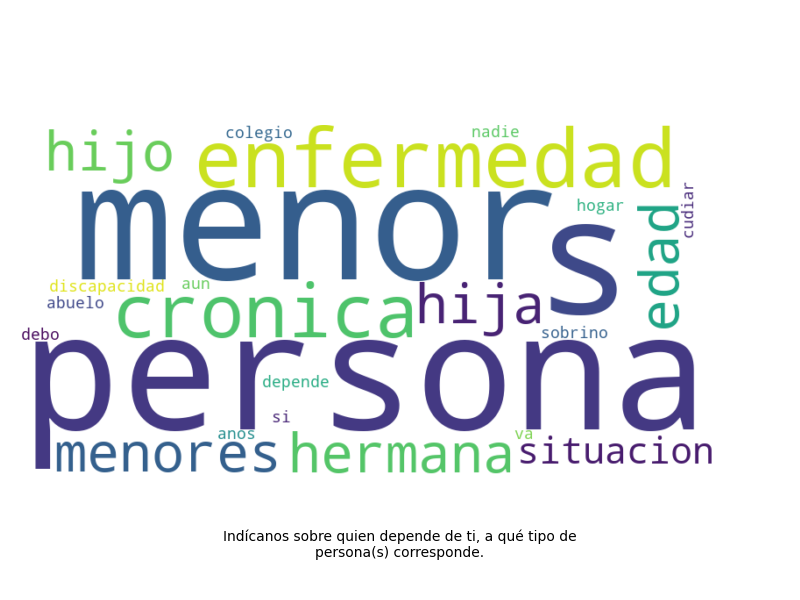 colegio
nadie
hijo
enfermedad
menor
s
hogar
cudiar
edad
discapacidad
aun
abuelo
cronica
hija
debo
sobrino
persona
depende
si
anos
va
menores
hermana
situacion
Indícanos sobre quien depende de ti, a qué tipo de
persona(s) corresponde.